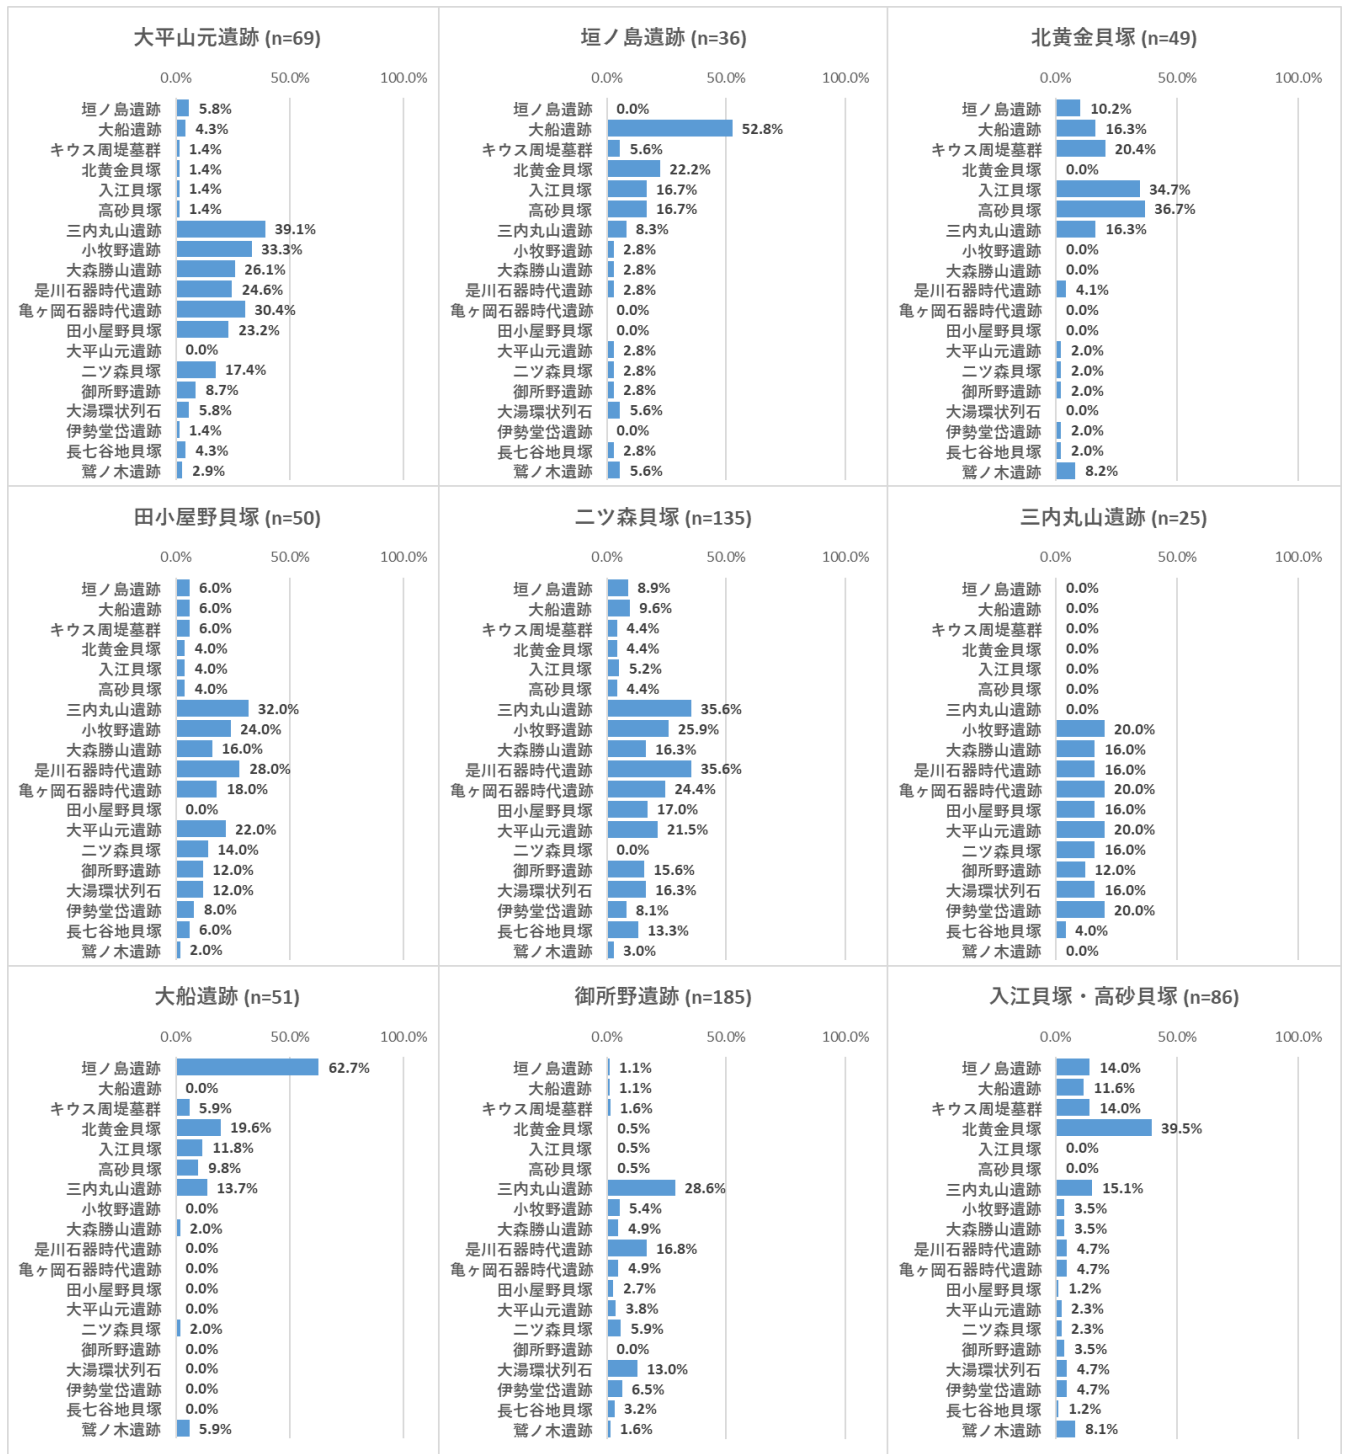 大平山元遺跡 (n=69)
0.0% 50.0% 100.0%
垣ノ島遺跡 5.8%
大船遺跡 4.3%
キウス周堤墓群 1.4%
北黄金貝塚 1.4%
入江貝塚 1.4%
高砂貝塚 1.4%
三内丸山遺跡 39.1%
小牧野遺跡 33.3%
大森勝山遺跡 26.1%
是川石器時代遺跡 24.6%
亀ヶ岡石器時代遺跡 30.4%
田小屋野貝塚 23.2%
大平山元遺跡 0.0%
二ツ森貝塚 17.4%
御所野遺跡 8.7%
大湯環状列石 5.8%
伊勢堂岱遺跡 1.4%
長七谷地貝塚 4.3%
鷲ノ木遺跡 2.9%
垣ノ島遺跡 (n=36)
0.0% 50.0% 100.0%
垣ノ島遺跡 0.0%
大船遺跡 52.8%
キウス周堤墓群 5.6%
北黄金貝塚 22.2%
入江貝塚 16.7%
高砂貝塚 16.7%
三内丸山遺跡 8.3%
小牧野遺跡 2.8%
大森勝山遺跡 2.8%
是川石器時代遺跡 2.8%
亀ヶ岡石器時代遺跡 0.0%
田小屋野貝塚 0.0%
大平山元遺跡 2.8%
二ツ森貝塚 2.8%
御所野遺跡 2.8%
大湯環状列石 5.6%
伊勢堂岱遺跡 0.0%
長七谷地貝塚 2.8%
鷲ノ木遺跡 5.6%
北黄金貝塚 (n=49)
0.0% 50.0% 100.0%
垣ノ島遺跡 10.2%
大船遺跡 16.3%
キウス周堤墓群 20.4%
北黄金貝塚 0.0%
入江貝塚 34.7%
高砂貝塚 36.7%
三内丸山遺跡 16.3%
小牧野遺跡 0.0%
大森勝山遺跡 0.0%
是川石器時代遺跡 4.1%
亀ヶ岡石器時代遺跡 0.0%
田小屋野貝塚 0.0%
大平山元遺跡 2.0%
二ツ森貝塚 2.0%
御所野遺跡 2.0%
大湯環状列石 0.0%
伊勢堂岱遺跡 2.0%
長七谷地貝塚 2.0%
鷲ノ木遺跡 8.2%
田小屋野貝塚 (n=50)
0.0% 50.0% 100.0%
垣ノ島遺跡 6.0%
大船遺跡 6.0%
キウス周堤墓群 6.0%
北黄金貝塚 4.0%
入江貝塚 4.0%
高砂貝塚 4.0%
三内丸山遺跡 32.0%
小牧野遺跡 24.0%
大森勝山遺跡 16.0%
是川石器時代遺跡 28.0%
亀ヶ岡石器時代遺跡 18.0%
田小屋野貝塚 0.0%
大平山元遺跡 22.0%
二ツ森貝塚 14.0%
御所野遺跡 12.0%
大湯環状列石 12.0%
伊勢堂岱遺跡 8.0%
長七谷地貝塚 6.0%
鷲ノ木遺跡 2.0%
二ツ森貝塚 (n=135)
0.0% 50.0% 100.0%
垣ノ島遺跡 8.9%
大船遺跡 9.6%
キウス周堤墓群 4.4%
北黄金貝塚 4.4%
入江貝塚 5.2%
高砂貝塚 4.4%
三内丸山遺跡 35.6%
小牧野遺跡 25.9%
大森勝山遺跡 16.3%
是川石器時代遺跡 35.6%
亀ヶ岡石器時代遺跡 24.4%
田小屋野貝塚 17.0%
大平山元遺跡 21.5%
二ツ森貝塚 0.0%
御所野遺跡 15.6%
大湯環状列石 16.3%
伊勢堂岱遺跡 8.1%
長七谷地貝塚 13.3%
鷲ノ木遺跡 3.0%
三内丸山遺跡 (n=25)
0.0% 50.0% 100.0%
垣ノ島遺跡 0.0%
大船遺跡 0.0%
キウス周堤墓群 0.0%
北黄金貝塚 0.0%
入江貝塚 0.0%
高砂貝塚 0.0%
三内丸山遺跡 0.0%
小牧野遺跡 20.0%
大森勝山遺跡 16.0%
是川石器時代遺跡 16.0%
亀ヶ岡石器時代遺跡 20.0%
田小屋野貝塚 16.0%
大平山元遺跡 20.0%
二ツ森貝塚 16.0%
御所野遺跡 12.0%
大湯環状列石 16.0%
伊勢堂岱遺跡 20.0%
長七谷地貝塚 4.0%
鷲ノ木遺跡 0.0%
大船遺跡 (n=51)
0.0% 50.0% 100.0%
垣ノ島遺跡 62.7%
大船遺跡 0.0%
キウス周堤墓群 5.9%
北黄金貝塚 19.6%
入江貝塚 11.8%
高砂貝塚 9.8%
三内丸山遺跡 13.7%
小牧野遺跡 0.0%
大森勝山遺跡 2.0%
是川石器時代遺跡 0.0%
亀ヶ岡石器時代遺跡 0.0%
田小屋野貝塚 0.0%
大平山元遺跡 0.0%
二ツ森貝塚 2.0%
御所野遺跡 0.0%
大湯環状列石 0.0%
伊勢堂岱遺跡 0.0%
長七谷地貝塚 0.0%
鷲ノ木遺跡 5.9%
御所野遺跡 (n=185)
0.0% 50.0% 100.0%
垣ノ島遺跡 1.1%
大船遺跡 1.1%
キウス周堤墓群 1.6%
北黄金貝塚 0.5%
入江貝塚 0.5%
高砂貝塚 0.5%
三内丸山遺跡 28.6%
小牧野遺跡 5.4%
大森勝山遺跡 4.9%
是川石器時代遺跡 16.8%
亀ヶ岡石器時代遺跡 4.9%
田小屋野貝塚 2.7%
大平山元遺跡 3.8%
二ツ森貝塚 5.9%
御所野遺跡 0.0%
大湯環状列石 13.0%
伊勢堂岱遺跡 6.5%
長七谷地貝塚 3.2%
鷲ノ木遺跡 1.6%
入江貝塚・高砂貝塚 (n=86)
0.0% 50.0% 100.0%
垣ノ島遺跡 14.0%
大船遺跡 11.6%
キウス周堤墓群 14.0%
北黄金貝塚 39.5%
入江貝塚 0.0%
高砂貝塚 0.0%
三内丸山遺跡 15.1%
小牧野遺跡 3.5%
大森勝山遺跡 3.5%
是川石器時代遺跡 4.7%
亀ヶ岡石器時代遺跡 4.7%
田小屋野貝塚 1.2%
大平山元遺跡 2.3%
二ツ森貝塚 2.3%
御所野遺跡 3.5%
大湯環状列石 4.7%
伊勢堂岱遺跡 4.7%
長七谷地貝塚 1.2%
鷲ノ木遺跡 8.1%